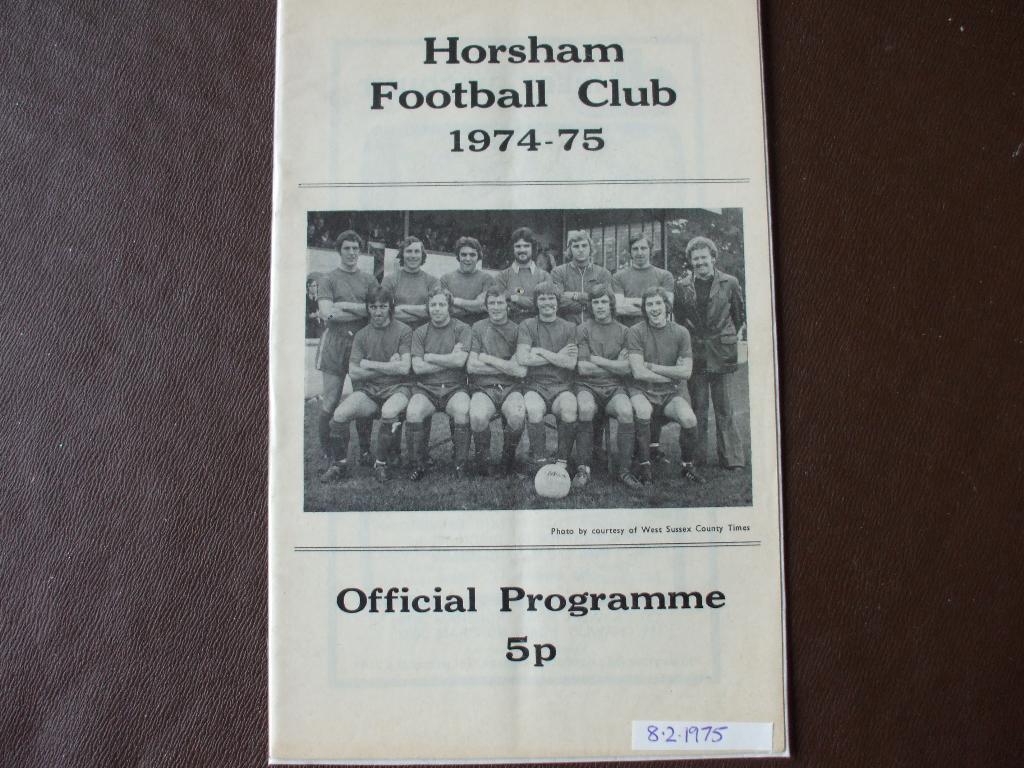 Horsham
Football Club
1974-75
Photo by courtesy of West Sussex County Times
Official Programme
5p
8.2.1975